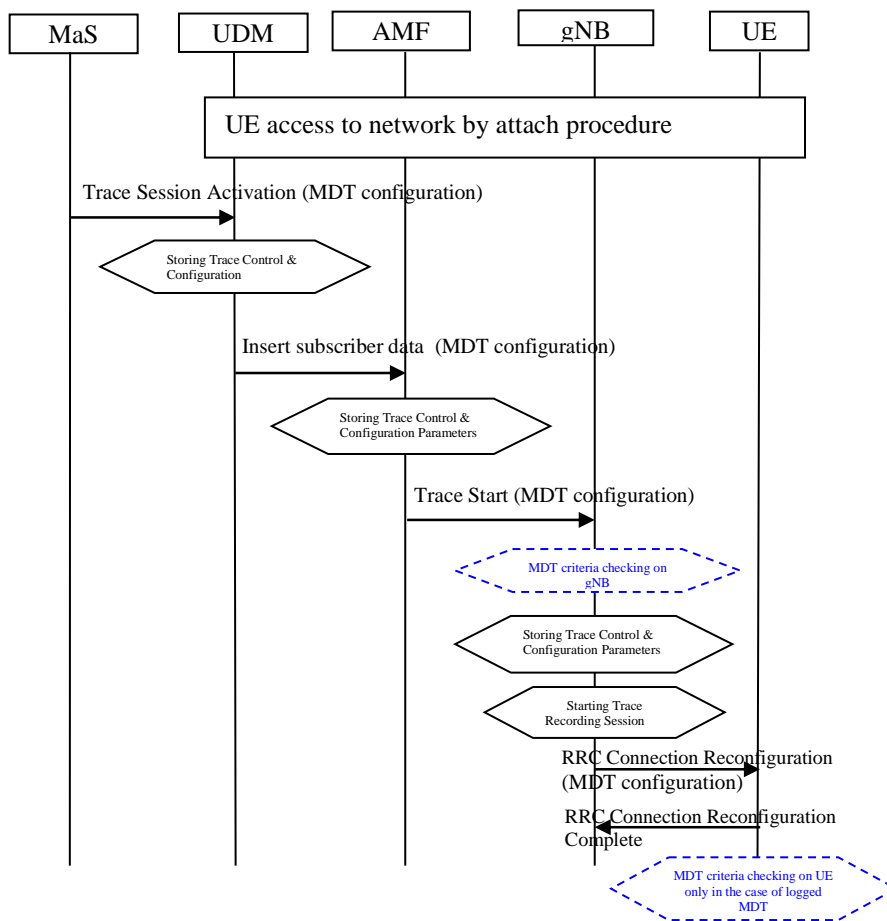 MaS
UDM
AMF
gNB
UE
UE access to network by attach procedure
Trace Session Activation (MDT configuration)
Storing Trace Control &
Configuration
Insert subscriber data (MDT configuration)
Storing Trace Control &
Configuration Parameters
Trace Start (MDT configuration)
MDT criteria checking on
gNB
Storing Trace Control &
Configuration Parameters
Starting Trace
Recording Session
RRC Connection Reconfiguration
(MDT configuration)
RRC Connection Reconfiguration
Complete
MDT criteria checking on UE
only in the case of logged
MDT